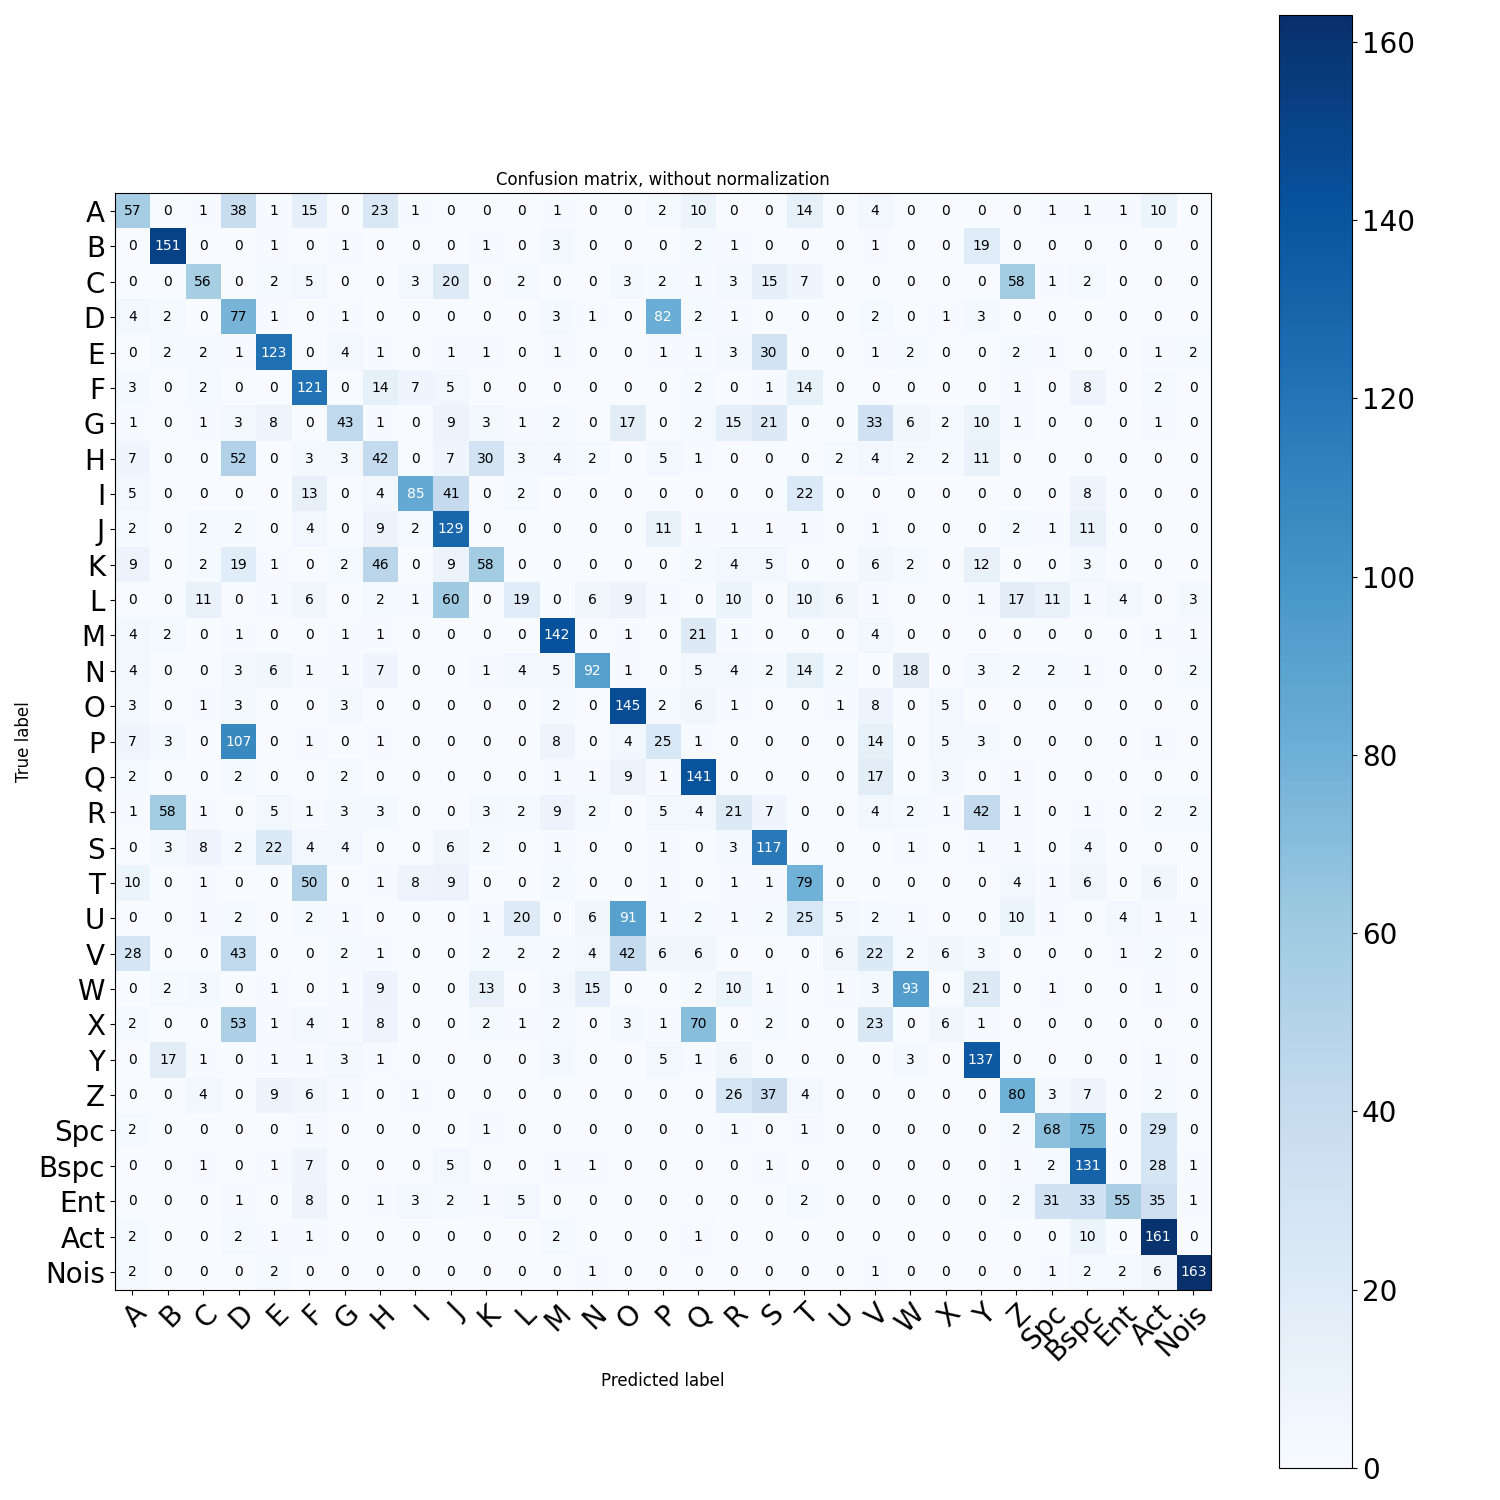 Confusion matrix, without normalization
A 57 0 1 38 1 15 0 23 1 0 0 0 1 0 0 2 10 0 0 14 0 4 0 0 0 0 1 1 1 10 0
B 0 151 0 0 1 0 1 0 0 0 1 0 3 0 0 0 2 1 0 0 0 1 0 0 19 0 0 0 0 0 0
C 0 0 56 0 2 5 0 0 3 20 0 2 0 0 3 2 1 3 15 7 0 0 0 0 0 58 1 2 0 0 0
D 4 2 0 77 1 0 1 0 0 0 0 0 3 1 0 82 2 1 0 0 0 2 0 1 3 0 0 0 0 0 0
E 0 2 2 1 123 0 4 1 0 1 1 0 1 0 0 1 1 3 30 0 0 1 2 0 0 2 1 0 0 1 2
F 3 0 2 0 0 121 0 14 7 5 0 0 0 0 0 0 2 0 1 14 0 0 0 0 0 1 0 8 0 2 0
G 1 0 1 3 8 0 43 1 0 9 3 1 2 0 17 0 2 15 21 0 0 33 6 2 10 1 0 0 0 1 0
H 7 0 0 52 0 3 3 42 0 7 30 3 4 2 0 5 1 0 0 0 2 4 2 2 11 0 0 0 0 0 0
I 5 0 0 0 0 13 0 4 85 41 0 2 0 0 0 0 0 0 0 22 0 0 0 0 0 0 0 8 0 0 0
J 2 0 2 2 0 4 0 9 2 129 0 0 0 0 0 11 1 1 1 1 0 1 0 0 0 2 1 11 0 0 0
K 9 0 2 19 1 0 2 46 0 9 58 0 0 0 0 0 2 4 5 0 0 6 2 0 12 0 0 3 0 0 0
L 0 0 11 0 1 6 0 2 1 60 0 19 0 6 9 1 0 10 0 10 6 1 0 0 1 17 11 1 4 0 3
M 4 2 0 1 0 0 1 1 0 0 0 0 142 0 1 0 21 1 0 0 0 4 0 0 0 0 0 0 0 1 1
N 4 0 0 3 6 1 1 7 0 0 1 4 5 92 1 0 5 4 2 14 2 0 18 0 3 2 2 1 0 0 2
O 3 0 1 3 0 0 3 0 0 0 0 0 2 0 145 2 6 1 0 0 1 8 0 5 0 0 0 0 0 0 0
P 7 3 0 107 0 1 0 1 0 0 0 0 8 0 4 25 1 0 0 0 0 14 0 5 3 0 0 0 0 1 0
Q 2 0 0 2 0 0 2 0 0 0 0 0 1 1 9 1 141 0 0 0 0 17 0 3 0 1 0 0 0 0 0
R 1 58 1 0 5 1 3 3 0 0 3 2 9 2 0 5 4 21 7 0 0 4 2 1 42 1 0 1 0 2 2
S 0 3 8 2 22 4 4 0 0 6 2 0 1 0 0 1 0 3 117 0 0 0 1 0 1 1 0 4 0 0 0
T 10 0 1 0 0 50 0 1 8 9 0 0 2 0 0 1 0 1 1 79 0 0 0 0 0 4 1 6 0 6 0
U 0 0 1 2 0 2 1 0 0 0 1 20 0 6 91 1 2 1 2 25 5 2 1 0 0 10 1 0 4 1 1
V 28 0 0 43 0 0 2 1 0 0 2 2 2 4 42 6 6 0 0 0 6 22 2 6 3 0 0 0 1 2 0
W 0 2 3 0 1 0 1 9 0 0 13 0 3 15 0 0 2 10 1 0 1 3 93 0 21 0 1 0 0 1 0
X 2 0 0 53 1 4 1 8 0 0 2 1 2 0 3 1 70 0 2 0 0 23 0 6 1 0 0 0 0 0 0
Y 0 17 1 0 1 1 3 1 0 0 0 0 3 0 0 5 1 6 0 0 0 0 3 0 137 0 0 0 0 1 0
Z 0 0 4 0 9 6 1 0 1 0 0 0 0 0 0 0 0 26 37 4 0 0 0 0 0 80 3 7 0 2 0
Spc 2 0 0 0 0 1 0 0 0 0 1 0 0 0 0 0 0 1 0 1 0 0 0 0 0 2 68 75 0 29 0
Bspc 0 0 1 0 1 7 0 0 0 5 0 0 1 1 0 0 0 0 1 0 0 0 0 0 0 1 2 131 0 28 1
Ent 0 0 0 1 0 8 0 1 3 2 1 5 0 0 0 0 0 0 0 2 0 0 0 0 0 2 31 33 55 35 1
Act 2 0 0 2 1 1 0 0 0 0 0 0 2 0 0 0 1 0 0 0 0 0 0 0 0 0 0 10 0 161 0
Nois 2 0 0 0 2 0 0 0 0 0 0 0 0 1 0 0 0 0 0 0 0 1 0 0 0 0 1 2 2 6 163
A B C D E F G H I J K L M N O P Q R S T U V W X Y Z Spc Bspc Ent Act Nois
Predicted label
True label
160
140
120
100
80
60
40
20
0